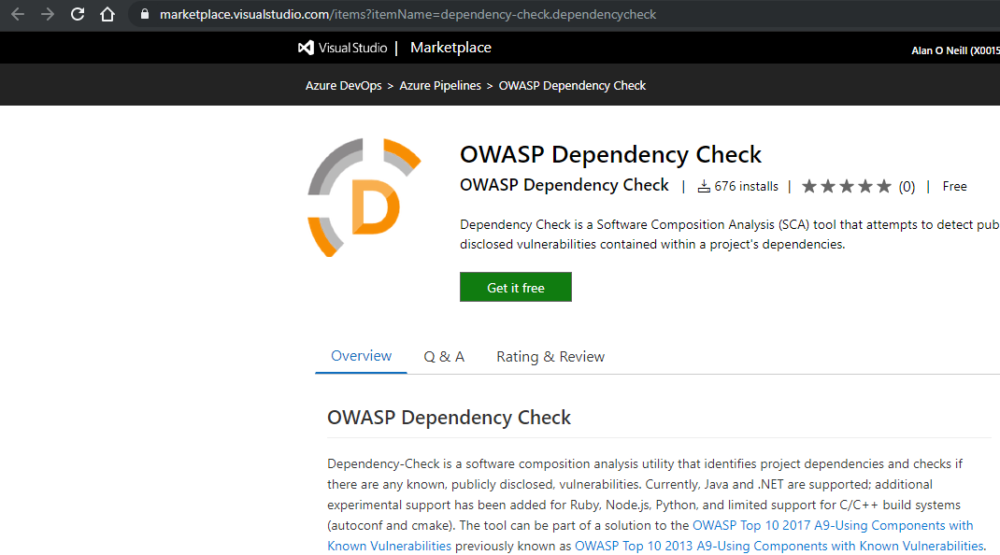 marketplace.visualstudio.com/items?itemName=dependency-check.dependencycheck
Visual Studio | Marketplace
Alan O Neill (X0015
Azure DevOps > Azure Pipelines > OWASP Dependency Check
D
OWASP Dependency Check
OWASP Dependency Check | 676 installs | (0) | Free
Dependency Check is a Software Composition Analysis (SCA) tool that attempts to detect pub
disclosed vulnerabilities contained within a project's dependencies.
Get it free
Overview Q & A Rating & Review
OWASP Dependency Check
Dependency-Check is a software composition analysis utility that identifies project dependencies and checks if
there are any known, publicly disclosed, vulnerabilities. Currently, Java and .NET are supported; additional
experimental support has been added for Ruby, Node.js, Python, and limited support for C/C++ build systems
(autoconf and cmake). The tool can be part of a solution to the OWASP Top 10 2017 A9-Using Components with
Known Vulnerabilities previously known as OWASP Top 10 2013 A9-Using Components with Known Vulnerabilities.